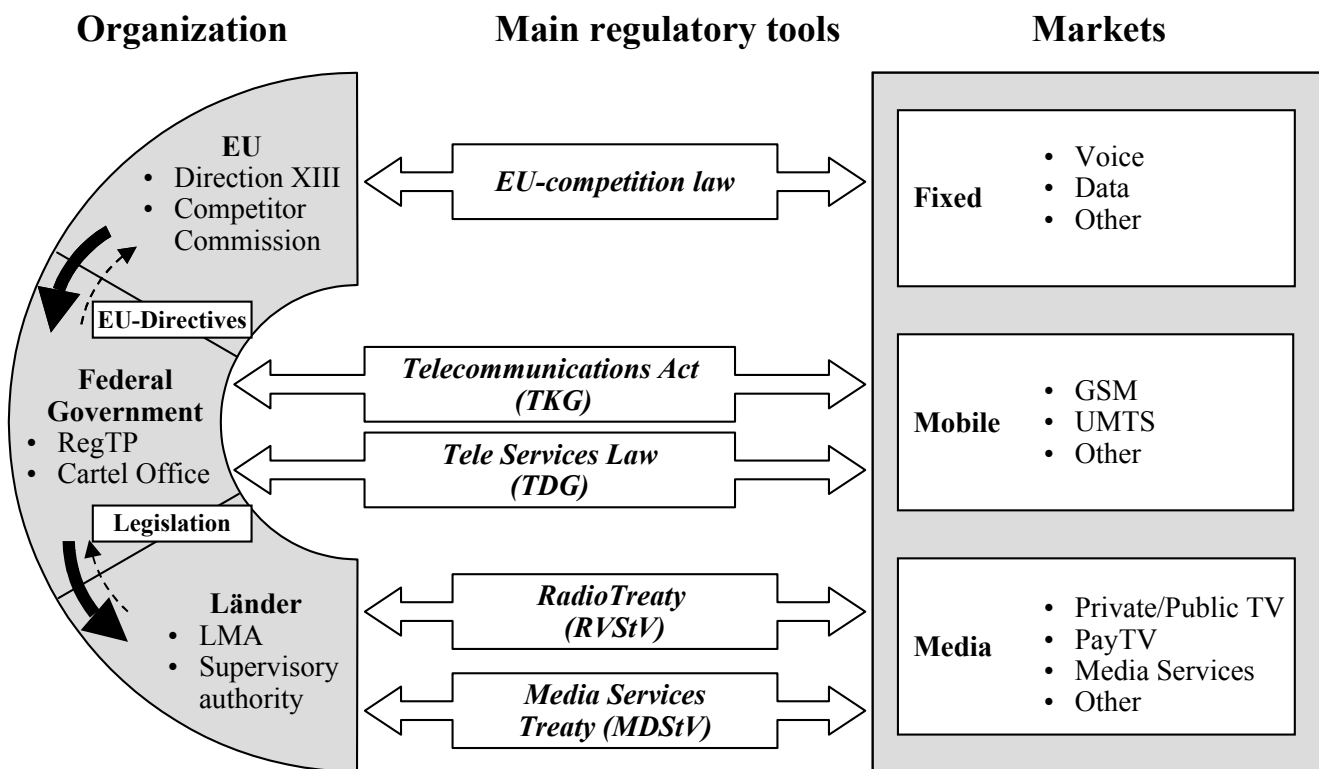 Organization
Main regulatory tools
Markets
EU
• Direction XIII
• Competitor
Commission
EU-Directives
Federal
Government
• RegTP
• Cartel Office
Legislation
Länder
• LMA
• Supervisory
authority
EU-competition law
Telecommunications Act
(TKG)
Tele Services Law
(TDG)
RadioTreaty
(RVStV)
Media Services
Treaty (MDStV)
Fixed
• Voice
• Data
• Other
Mobile
• GSM
• UMTS
• Other
Media
• Private/Public TV
• PayTV
• Media Services
• Other